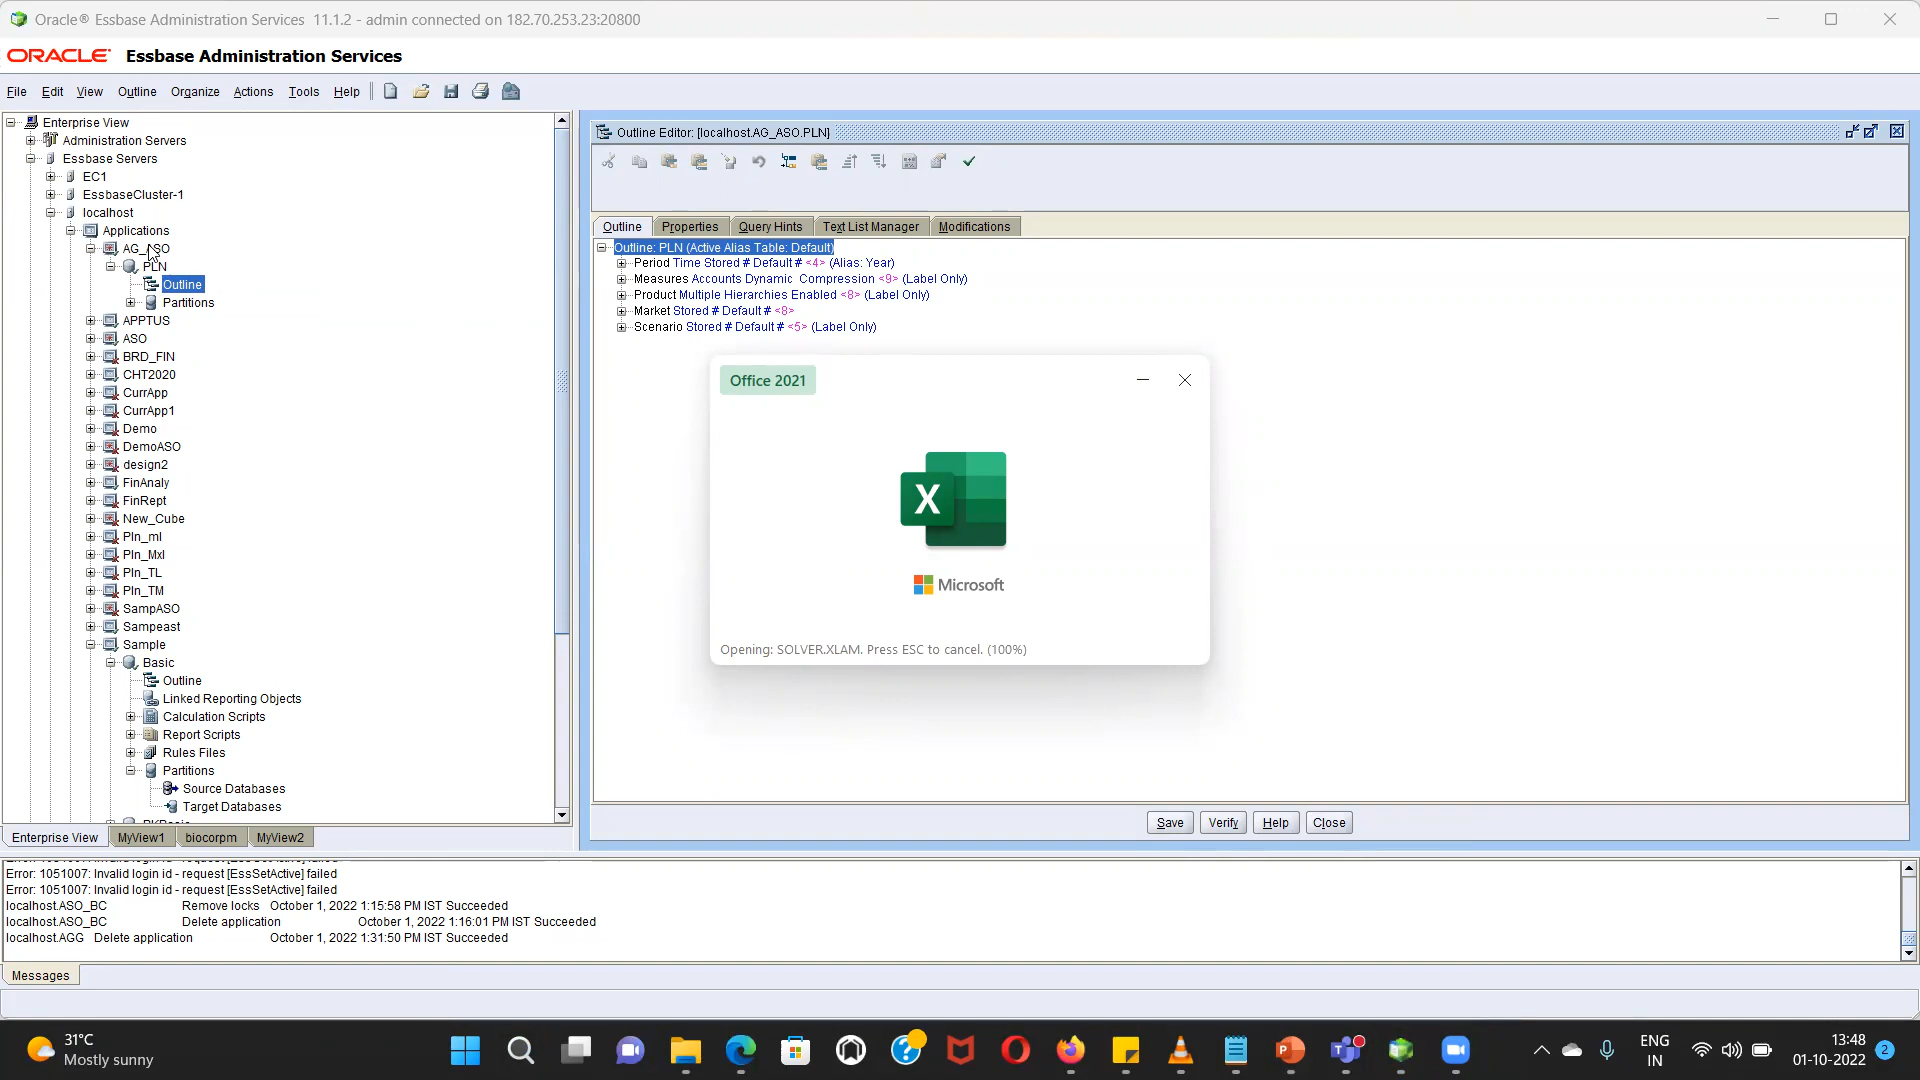 Oracle® Essbase Administration Services 11.1.2 - admin connected on 182.70.253.23:20800
ORACLE® Essbase Administration Services
File Edit View Outline Organize Actions Tools Help
Enterprise View
Administration Servers
Essbase Servers
EC1
EssbaseCluster-1
localhost
Applications
AG_ASO
PLN
Outline
Partitions
APPTUS
ASO
BRD_FIN
CHT2020
CurrApp
CurrApp1
Demo
DemoASO
design2
FinAnaly
FinRept
New_Cube
Pln_ml
Pln_Mxl
Pln_TL
Pln_TM
SampASO
Sampeast
Sample
Basic
Outline
Linked Reporting Objects
Calculation Scripts
Report Scripts
Rules Files
Partitions
Source Databases
Target Databases
Enterprise View MyView1 biocorpm MyView2
Outline Editor: [localhost.AG_ASO.PLN]
Outline Properties Query Hints Text List Manager Modifications
Outline: PLN (Active Alias Table: Default)
Period Time Stored # Default # <4> (Alias: Year)
Measures Accounts Dynamic Compression <9> (Label Only)
Product Multiple Hierarchies Enabled <8> (Label Only)
Market Stored # Default # <8>
Scenario Stored # Default # <5> (Label Only)
Office 2021
X
Microsoft
Opening: SOLVER.XLAM. Press ESC to cancel. (100%)
Save Verify Help Close
Error: 1051007: Invalid login id - request [EssSetActive] failed
Error: 1051007: Invalid login id - request [EssSetActive] failed
localhost.ASO_BC Remove locks October 1, 2022 1:15:58 PM IST Succeeded
localhost.ASO_BC Delete application October 1, 2022 1:16:01 PM IST Succeeded
localhost.AGG Delete application October 1, 2022 1:31:50 PM IST Succeeded
Messages
31°C
Mostly sunny
ENG
IN
13:48
01-10-2022
2